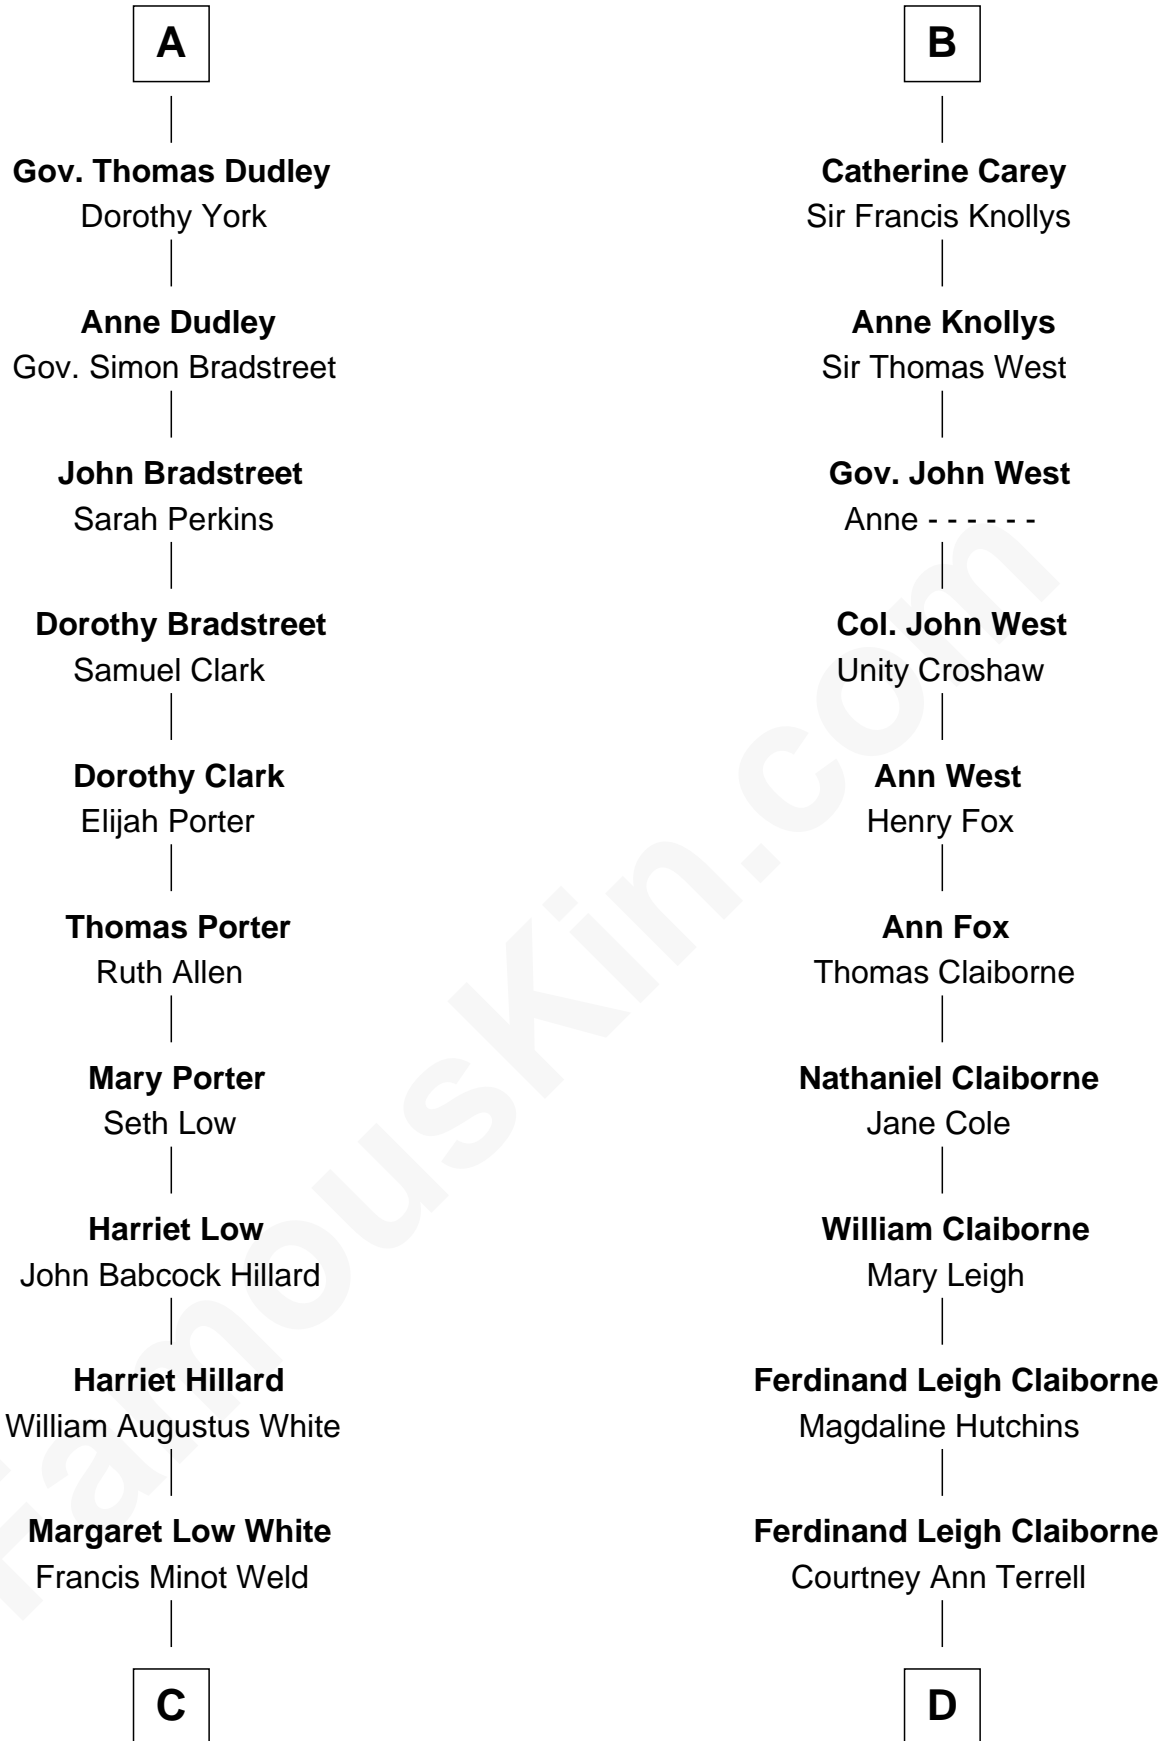 A
Gov. Thomas Dudley
Dorothy York
Anne Dudley
Gov. Simon Bradstreet
John Bradstreet
Sarah Perkins
Dorothy Bradstreet
Samuel Clark
Dorothy Clark
Elijah Porter
Thomas Porter
Ruth Allen
Mary Porter
Seth Low
Harriet Low
John Babcock Hillard
Harriet Hillard
William Augustus White
Margaret Low White
Francis Minot Weld
C
B
Catherine Carey
Sir Francis Knollys
Anne Knollys
Sir Thomas West
Gov. John West
Anne - - - - - -
Col. John West
Unity Croshaw
Ann West
Henry Fox
Ann Fox
Thomas Claiborne
Nathaniel Claiborne
Jane Cole
William Claiborne
Mary Leigh
Ferdinand Leigh Claiborne
Magdaline Hutchins
Ferdinand Leigh Claiborne
Courtney Ann Terrell
D
FamousKin.com